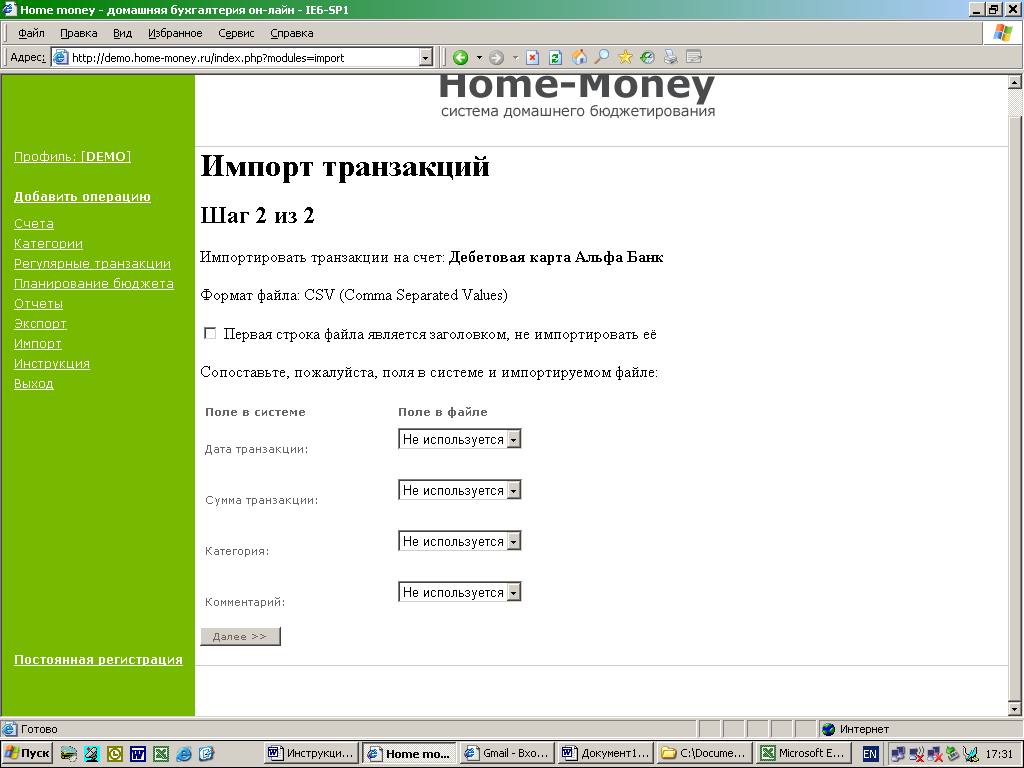 Home money - домашняя бухгалтерия он-лайн - IE6-SP1
Файл Правка Вид Избранное Сервис Справка
Адрес: http://demo.home-money.ru/index.php?modules=import
Home-Money
система домашнего бюджетирования
Профиль: [DEMO]
Добавить операцию
Счета
Категории
Регулярные транзакции
Планирование бюджета
Отчеты
Экспорт
Импорт
Инструкция
Выход
Постоянная регистрация
Импорт транзакций
Шаг 2 из 2
Импортировать транзакции на счет: Дебетовая карта Альфа Банк
Формат файла: CSV (Comma Separated Values)
Первая строка файла является заголовком, не импортировать её
Сопоставьте, пожалуйста, поля в системе и импортируемом файле:
Поле в системе Поле в файле
Дата транзакции: Не используется
Сумма транзакции: Не используется
Категория: Не используется
Комментарий: Не используется
Далее >>
Готово Интернет
Пуск Инструкци... Home mo... Gmail - Вхо... Документ1... C:\Docume... Microsoft E... EN 17:31